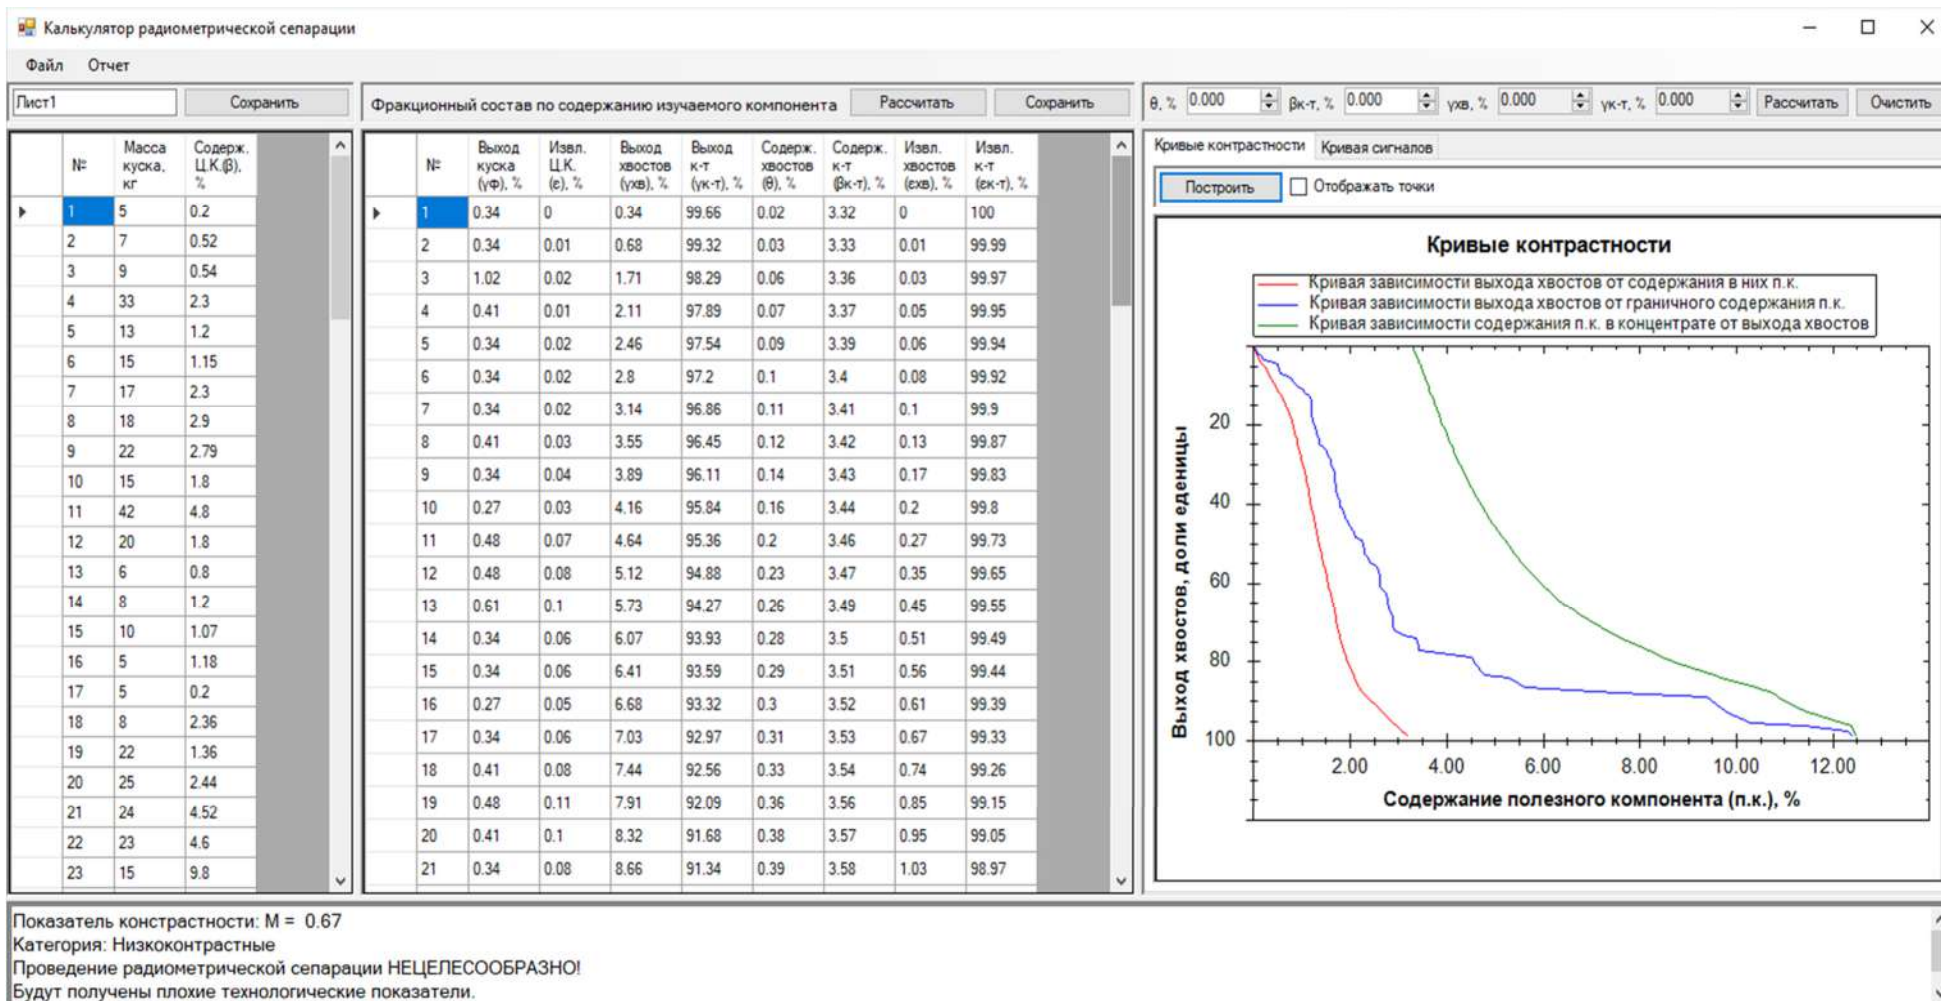 Калькулятор радиометрической сепарации
Файл Отчет
Лист1 Сохранить
Фракционный состав по содержанию изучаемого компонента Рассчитать Сохранить
θ, % 0.000 βк-т, % 0.000 γхв, % 0.000 γк-т, % 0.000 Рассчитать Очистить
№ Масса куска, кг Содерж. Ц.К.(β), %
1 5 0.2
2 7 0.52
3 9 0.54
4 33 2.3
5 13 1.2
6 15 1.15
7 17 2.3
8 18 2.9
9 22 2.79
10 15 1.8
11 42 4.8
12 20 1.8
13 6 0.8
14 8 1.2
15 10 1.07
16 5 1.18
17 5 0.2
18 8 2.36
19 22 1.36
20 25 2.44
21 24 4.52
22 23 4.6
23 15 9.8
№ Выход куска (γф), % Извл. Ц.К. (ε), % Выход хвостов (γхв), % Выход к-т (γк-т), % Содерж. хвостов (θ), % Содерж. к-т (βк-т), % Извл. хвостов (εхв), % Извл. к-т (εк-т), %
1 0.34 0 0.34 99.66 0.02 3.32 0 100
2 0.34 0.01 0.68 99.32 0.03 3.33 0.01 99.99
3 1.02 0.02 1.71 98.29 0.06 3.36 0.03 99.97
4 0.41 0.01 2.11 97.89 0.07 3.37 0.05 99.95
5 0.34 0.02 2.46 97.54 0.09 3.39 0.06 99.94
6 0.34 0.02 2.8 97.2 0.1 3.4 0.08 99.92
7 0.34 0.02 3.14 96.86 0.11 3.41 0.1 99.9
8 0.41 0.03 3.55 96.45 0.12 3.42 0.13 99.87
9 0.34 0.04 3.89 96.11 0.14 3.43 0.17 99.83
10 0.27 0.03 4.16 95.84 0.16 3.44 0.2 99.8
11 0.48 0.07 4.64 95.36 0.2 3.46 0.27 99.73
12 0.48 0.08 5.12 94.88 0.23 3.47 0.35 99.65
13 0.61 0.1 5.73 94.27 0.26 3.49 0.45 99.55
14 0.34 0.06 6.07 93.93 0.28 3.5 0.51 99.49
15 0.34 0.06 6.41 93.59 0.29 3.51 0.56 99.44
16 0.27 0.05 6.68 93.32 0.3 3.52 0.61 99.39
17 0.34 0.06 7.03 92.97 0.31 3.53 0.67 99.33
18 0.41 0.08 7.44 92.56 0.33 3.54 0.74 99.26
19 0.48 0.11 7.91 92.09 0.36 3.56 0.85 99.15
20 0.41 0.1 8.32 91.68 0.38 3.57 0.95 99.05
21 0.34 0.08 8.66 91.34 0.39 3.58 1.03 98.97
Кривые контрастности Кривая сигналов
Построить Отображать точки
Кривые контрастности
Кривая зависимости выхода хвостов от содержания в них п.к.
Кривая зависимости выхода хвостов от граничного содержания п.к.
Кривая зависимости содержания п.к. в концентрате от выхода хвостов
Выход хвостов, доли еденицы
20
40
60
80
100
2.00 4.00 6.00 8.00 10.00 12.00
Содержание полезного компонента (п.к.), %
Показатель констрастности: M = 0.67
Категория: Низкоконтрастные
Проведение радиометрической сепарации НЕЦЕЛЕСООБРАЗНО!
Будут получены плохие технологические показатели.